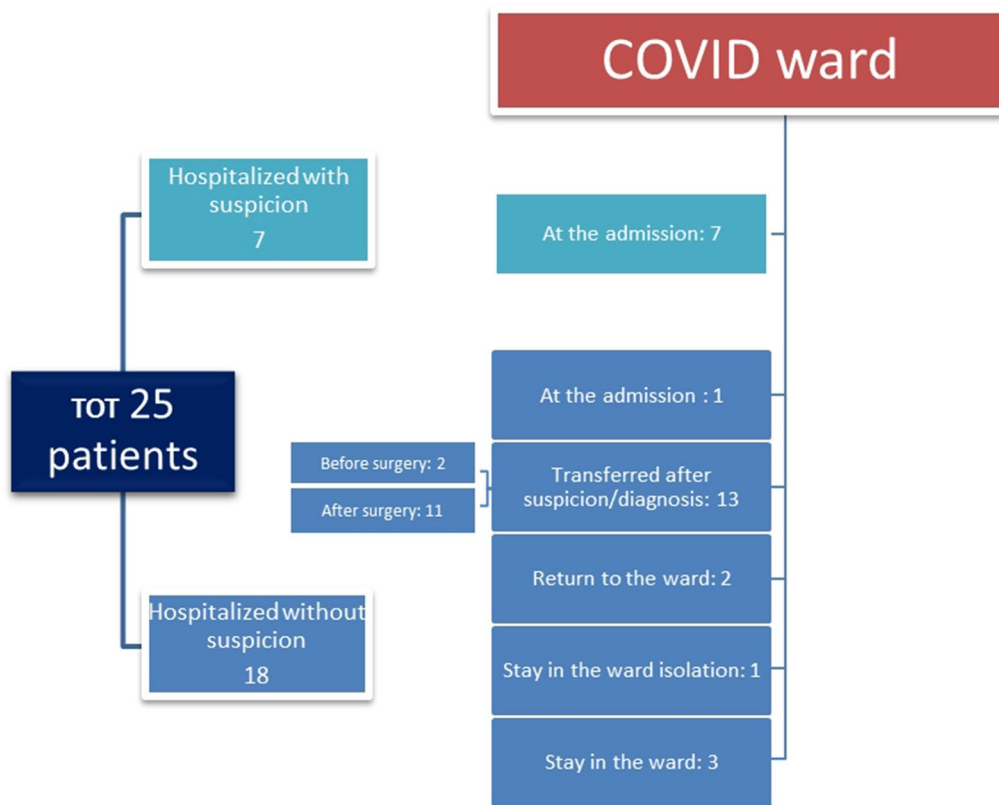 COVID ward
Hospitalized with
suspicion
7
At the admission: 7
TOT 25
patients
At the admission : 1
Before surgery: 2
After surgery: 11
Transferred after
suspicion/diagnosis: 13
Return to the ward: 2
Hospitalized without
suspicion
18
Stay in the ward isolation: 1
Stay in the ward: 3